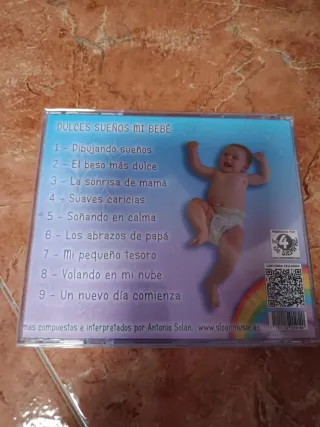 DULCES SUEÑOS MI BEBÉ
1 - Dibujando sueños
2 - El beso más dulce
3 - La sonrisa de mamá
4 - Suaves caricias
5 - Soñando en calma
6 - Los abrazos de papá
7 - Mi pequeño tesoro
8 - Volando en mi nube
9 - Un nuevo día comienza
mas compuestos e interpretados por Antonio Solán.